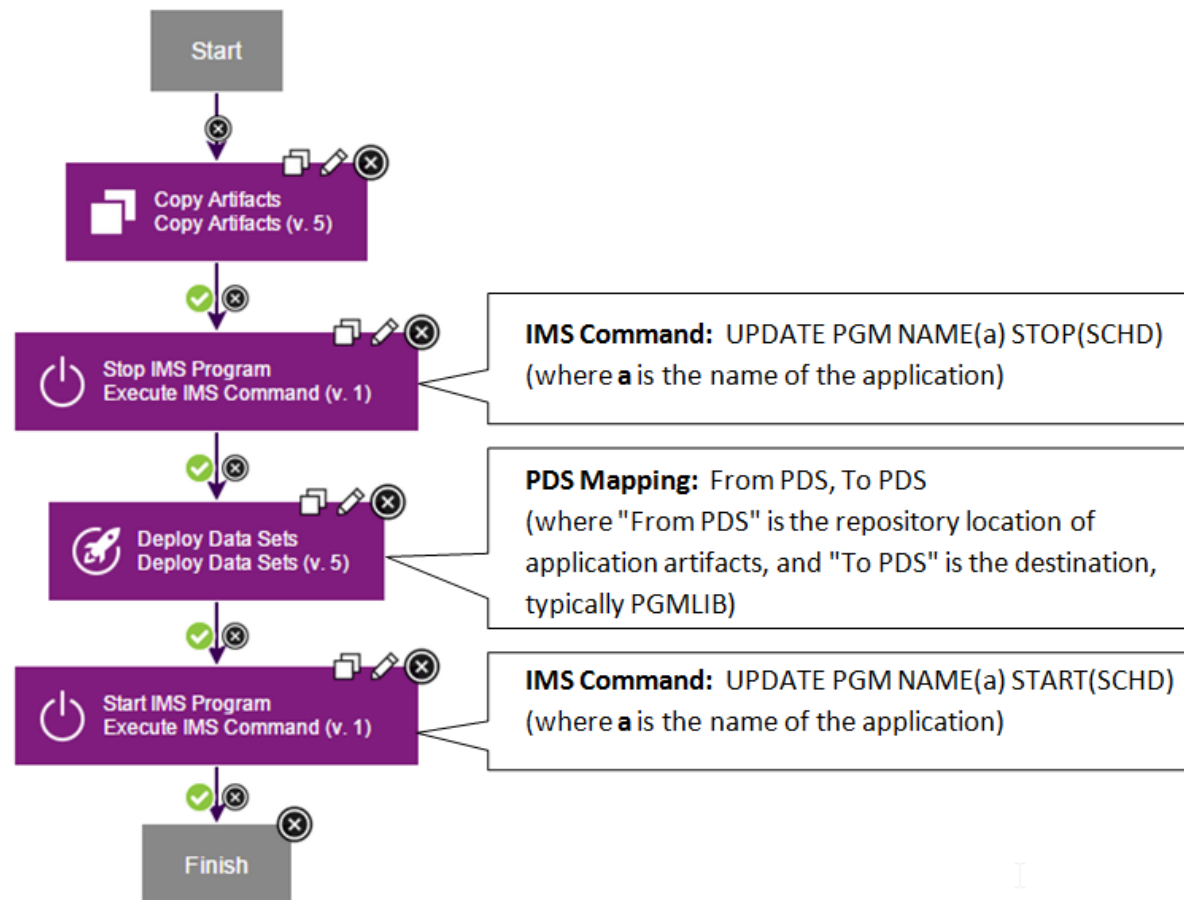 Start
Copy Artifacts
Copy Artifacts (v. 5)
Stop IMS Program
Execute IMS Command (v. 1)
IMS Command: UPDATE PGM NAME(a) STOP(SCHD)
(where a is the name of the application)
Deploy Data Sets
Deploy Data Sets (v. 5)
PDS Mapping: From PDS, To PDS
(where "From PDS" is the repository location of
application artifacts, and "To PDS" is the destination,
typically PGMLIB)
Start IMS Program
Execute IMS Command (v. 1)
IMS Command: UPDATE PGM NAME(a) START(SCHD)
(where a is the name of the application)
Finish